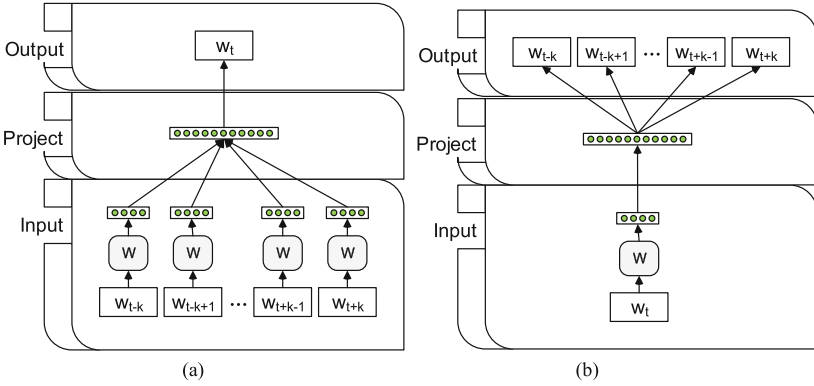 Output
w_t
Project
Input
W W W W
w_{t-k} w_{t-k+1} ... w_{t+k-1} w_{t+k}
(a)
Output
w_{t-k} w_{t-k+1} ... w_{t+k-1} w_{t+k}
Project
Input
W
w_t
(b)